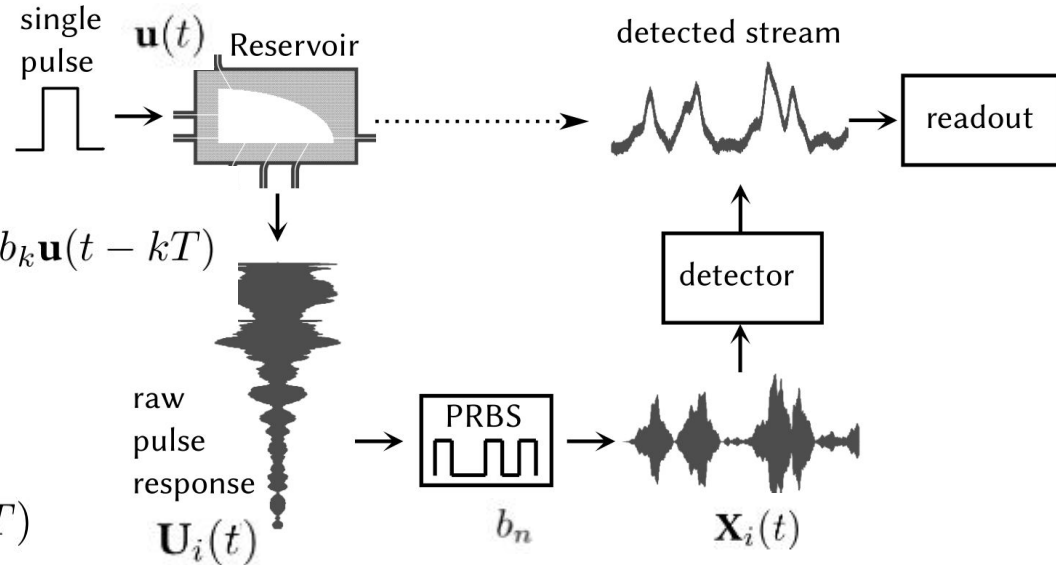 single
pulse
𝐮(t)
Reservoir
detected stream
readout
b_k 𝐮(t − kT)
detector
raw
pulse
response
PRBS
T)
𝐔_i(t)
b_n
𝐗_i(t)